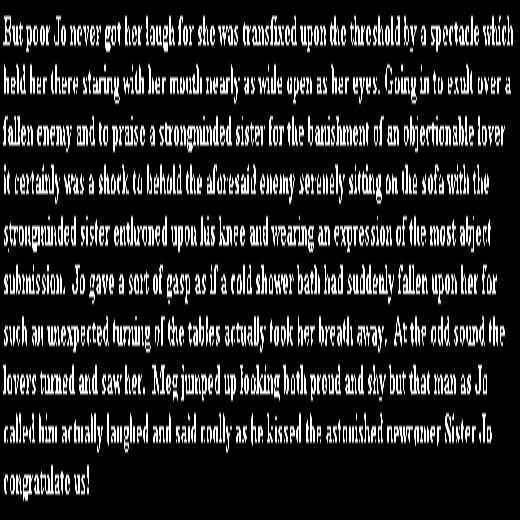 But poor Jo never got her laugh for she was transfixed upon the threshold by a spectacle which
held her there staring with her mouth nearly as wide open as her eyes. Going in to exult over a
fallen enemy and to praise a strongminded sister for the banishment of an objectionable lover
it certainly was a shock to behold the aforesaid enemy serenely sitting on the sofa with the
strongminded sister enthroned upon his knee and wearing an expression of the most abject
submission.  Jo gave a sort of gasp as if a cold shower bath had suddenly fallen upon her for
such an unexpected turning of the tables actually took her breath away.  At the odd sound the
lovers turned and saw her.  Meg jumped up looking both proud and shy but that man as Jo
called him actually laughed and said coolly as he kissed the astonished newcomer Sister Jo
congratulate us!